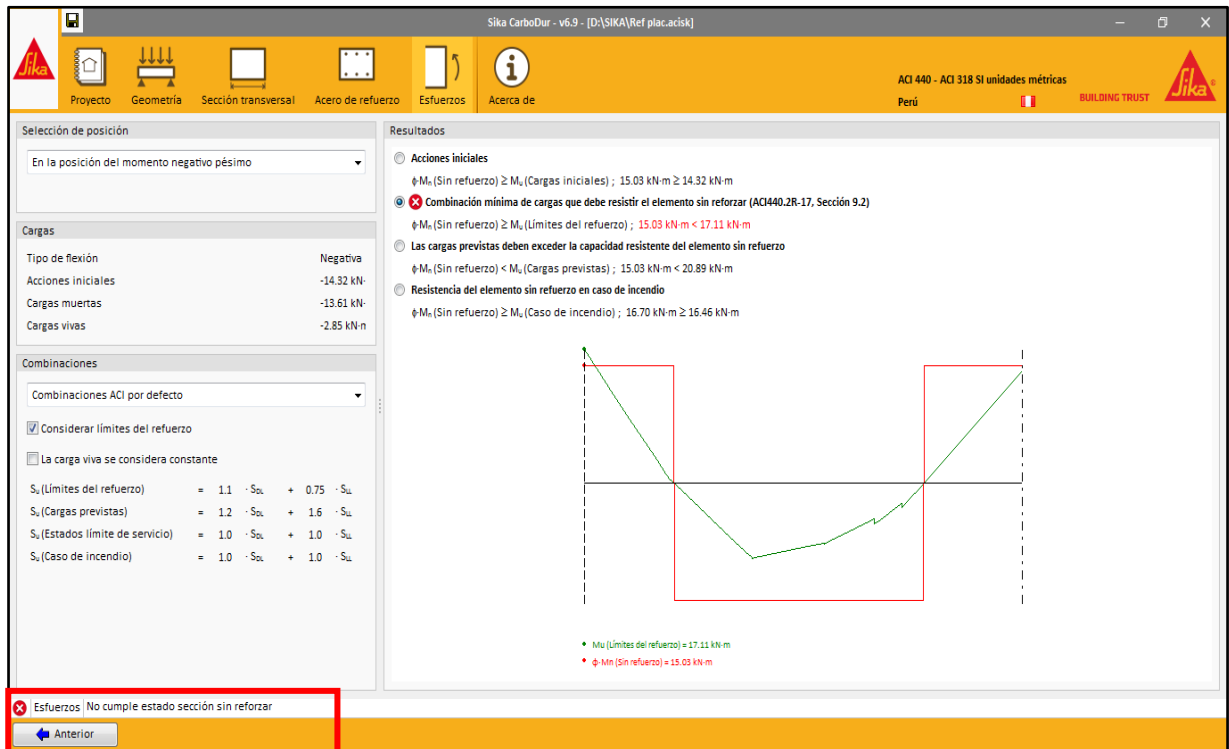 Sika CarboDur - v6.9 - [D:\SIKA\Ref plac.acisk]
Sika
Proyecto
Geometría
Sección transversal
Acero de refuerzo
Esfuerzos
Acerca de
ACI 440 - ACI 318 SI unidades métricas
Perú
BUILDING TRUST
Sika
Selección de posición
En la posición del momento negativo pésimo
Cargas
Tipo de flexión Negativa
Acciones iniciales -14.32 kN·
Cargas muertas -13.61 kN·
Cargas vivas -2.85 kN·n
Combinaciones
Combinaciones ACI por defecto
Considerar límites del refuerzo
La carga viva se considera constante
Su (Límites del refuerzo) = 1.1 · SDL + 0.75 · SLL
Su (Cargas previstas) = 1.2 · SDL + 1.6 · SLL
Su (Estados límite de servicio) = 1.0 · SDL + 1.0 · SLL
Su (Caso de incendio) = 1.0 · SDL + 1.0 · SLL
Resultados
Acciones iniciales
ϕ·Mn (Sin refuerzo) ≥ Mu (Cargas iniciales) ; 15.03 kN·m ≥ 14.32 kN·m
Combinación mínima de cargas que debe resistir el elemento sin reforzar (ACI440.2R-17, Sección 9.2)
ϕ·Mn (Sin refuerzo) ≥ Mu (Límites del refuerzo) ; 15.03 kN·m < 17.11 kN·m
Las cargas previstas deben exceder la capacidad resistente del elemento sin refuerzo
ϕ·Mn (Sin refuerzo) < Mu (Cargas previstas) ; 15.03 kN·m < 20.89 kN·m
Resistencia del elemento sin refuerzo en caso de incendio
ϕ·Mn (Sin refuerzo) ≥ Mu (Caso de incendio) ; 16.70 kN·m ≥ 16.46 kN·m
Mu (Límites del refuerzo) = 17.11 kN·m
ϕ·Mn (Sin refuerzo) = 15.03 kN·m
Esfuerzos No cumple estado sección sin reforzar
Anterior